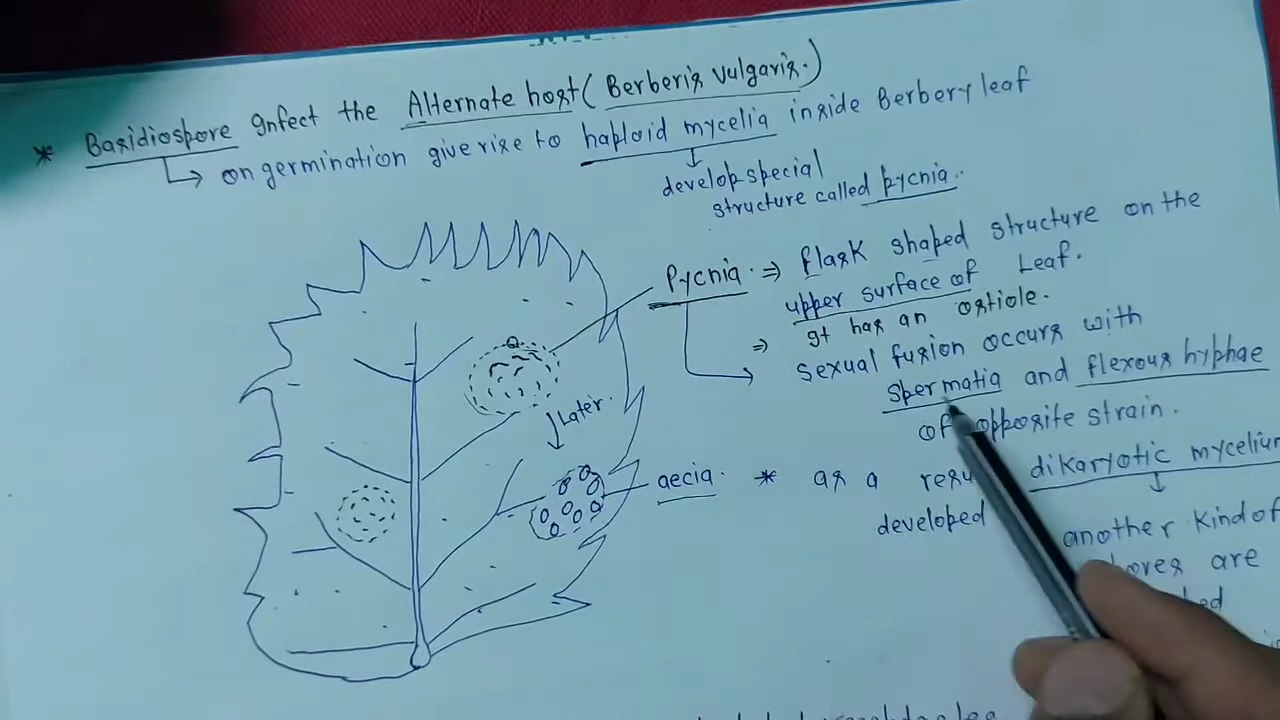 * Basidiospore Infect the Alternate host (Berberis vulgaris.)
↳ on germination give rise to haploid mycelia inside Berbery leaf
↓
develop special
structure called pycnia.
Pycnia. ⇒ flask shaped structure on the
upper surface of Leaf.
⇒ It has an ostiole.
sexual fusion occurs with
spermatia and flexous hyphae
of opposite strain.
Later.
aecia. * as a dikaryotic mycelium
developed another kind of
are